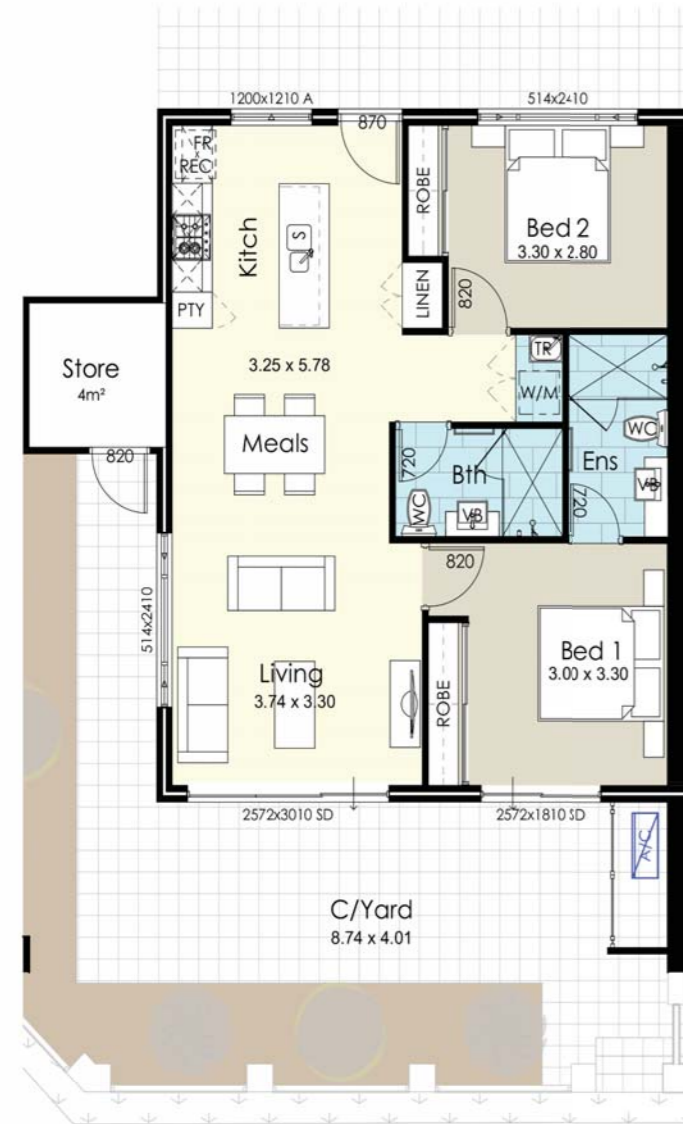 1200x1210 A
514x2410
870
FR
REC
ROBE
Bed 2
3.30 x 2.80
Kitch
S
LINEN
820
PTY
TR
Store
4m²
3.25 x 5.78
W/M
WC
Meals
820
720
Bth
Ens
VB
WC
VB
720
820
514x2410
Bed 1
3.00 x 3.30
Living
3.74 x 3.30
ROBE
2572x3010 SD
2572x1810 SD
A/C
C/Yard
8.74 x 4.01